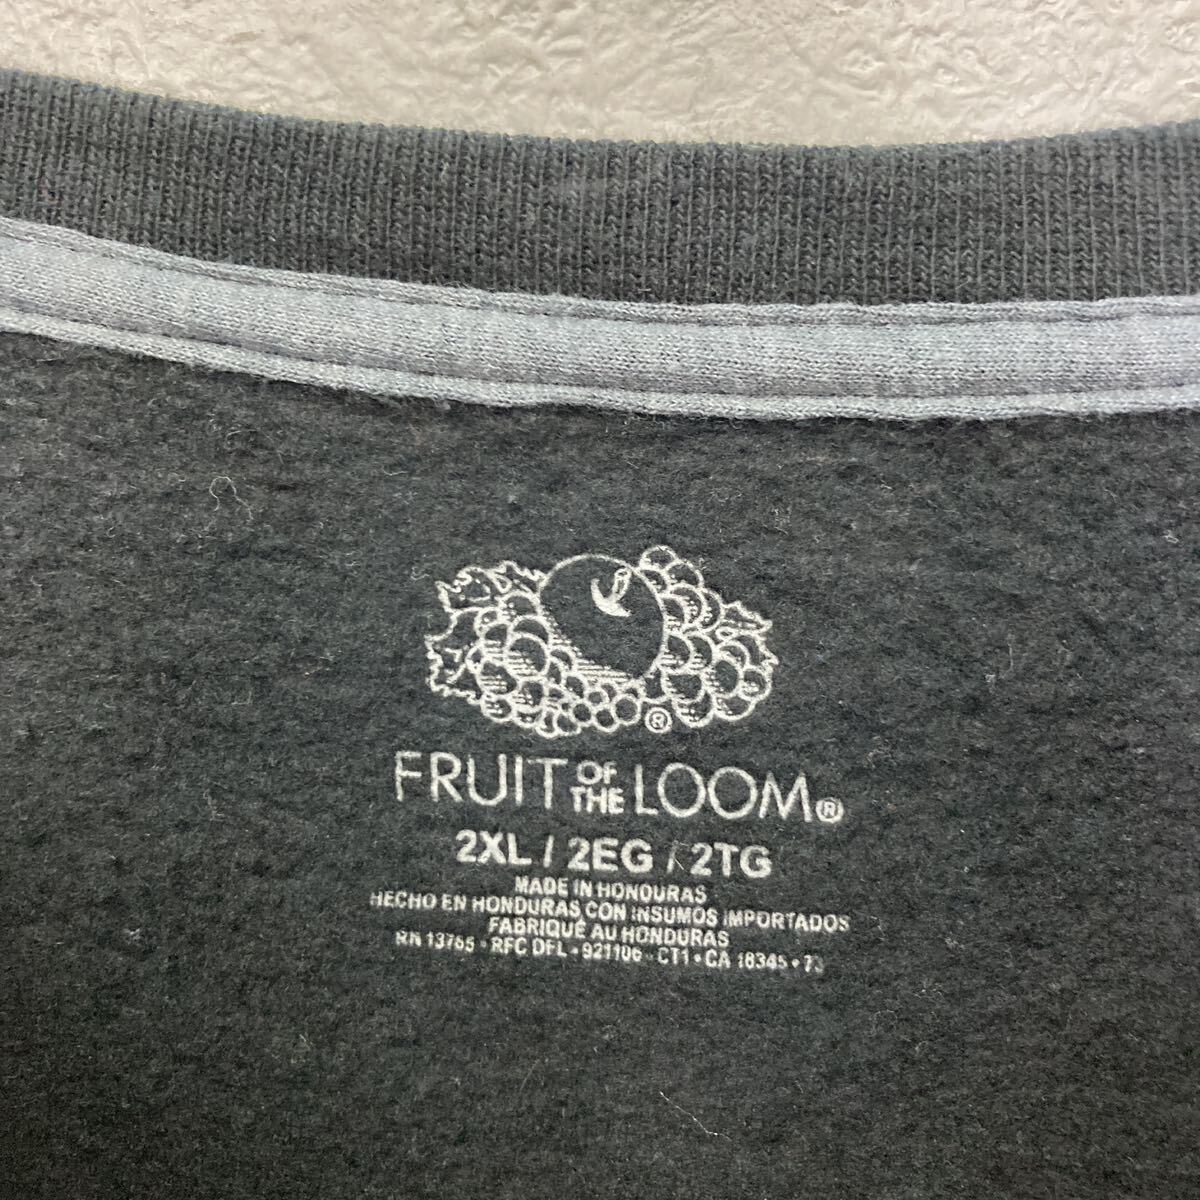 ®
FRUIT OF THE LOOM®
2XL / 2EG / 2TG
MADE IN HONDURAS
HECHO EN HONDURAS CON INSUMOS IMPORTADOS
FABRIQUÉ AU HONDURAS
RN 13765 • RFC DFL - 921106 - CT1 • CA 18345 • 73